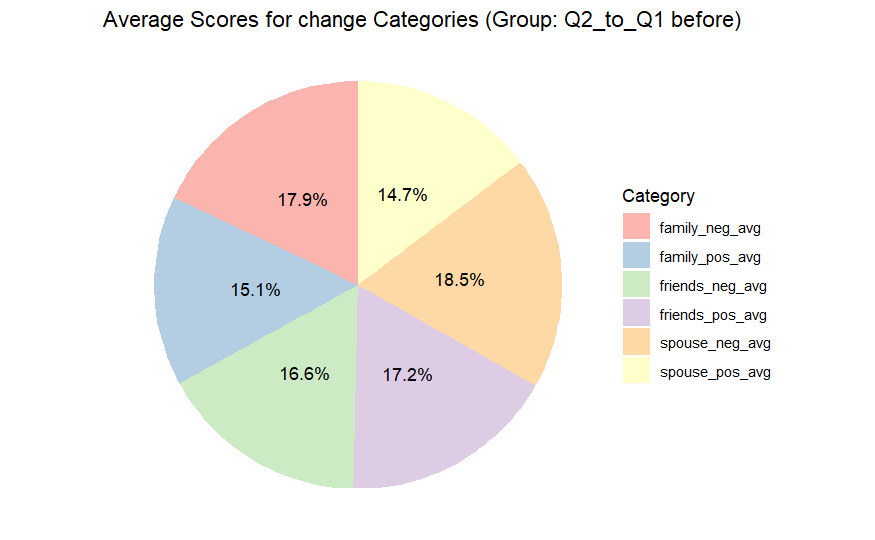 Average Scores for change Categories (Group: Q2_to_Q1 before)
17.9%
14.7%
15.1%
18.5%
16.6%
17.2%
Category
family_neg_avg
family_pos_avg
friends_neg_avg
friends_pos_avg
spouse_neg_avg
spouse_pos_avg